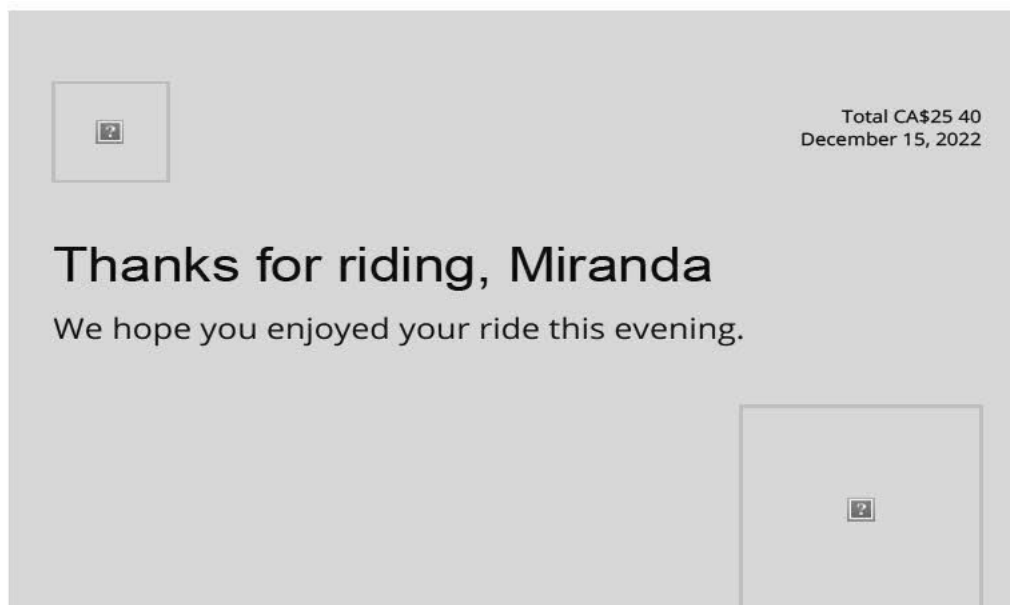 Total CA$25 40
December 15, 2022
Thanks for riding, Miranda
We hope you enjoyed your ride this evening.